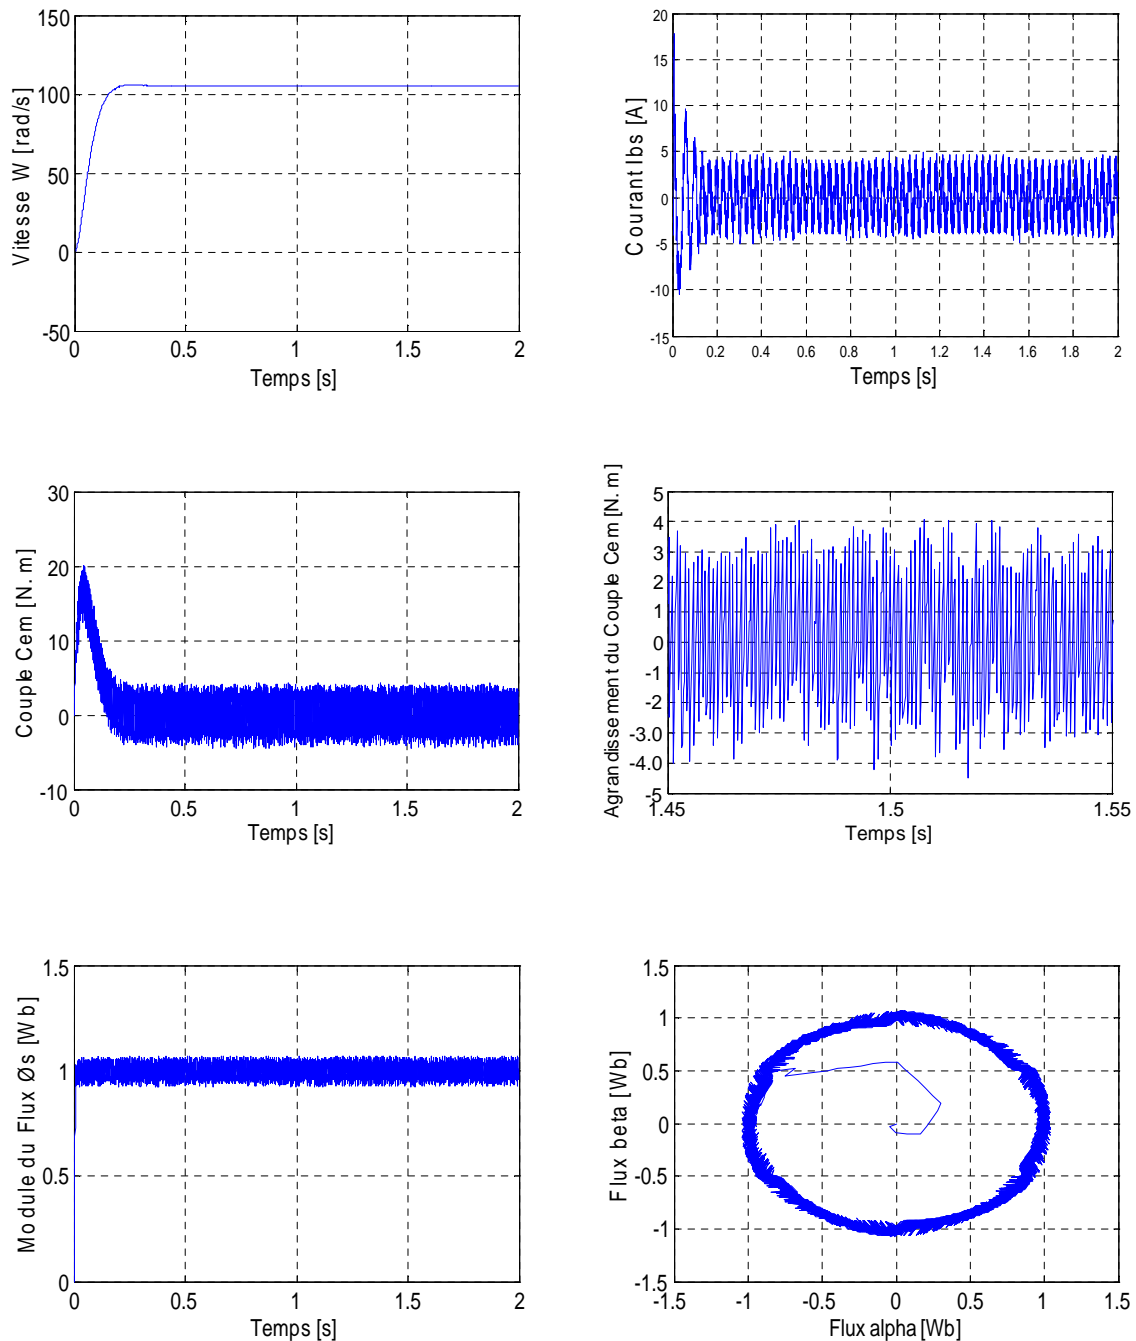 150
100
50
0
-50
0 0.5 1 1.5 2
Vitesse W [rad/s]
Temps [s]
20
15
10
5
0
-5
-10
-15
0 0.2 0.4 0.6 0.8 1 1.2 1.4 1.6 1.8 2
Courant Ibs [A]
Temps [s]
30
20
10
0
-10
0 0.5 1 1.5 2
Couple Cem [N.m]
Temps [s]
5
4
3
2
1
0
-1
-2
-3.0
-4.0
-5
1.45 1.5 1.55
Agrandissement du Couple Cem [N.m]
Temps [s]
1.5
1
0.5
0
0 0.5 1 1.5 2
Module du Flux Øs [Wb]
Temps [s]
1.5
1
0.5
0
-0.5
-1
-1.5
-1.5 -1 -0.5 0 0.5 1 1.5
Flux beta [Wb]
Flux alpha [Wb]